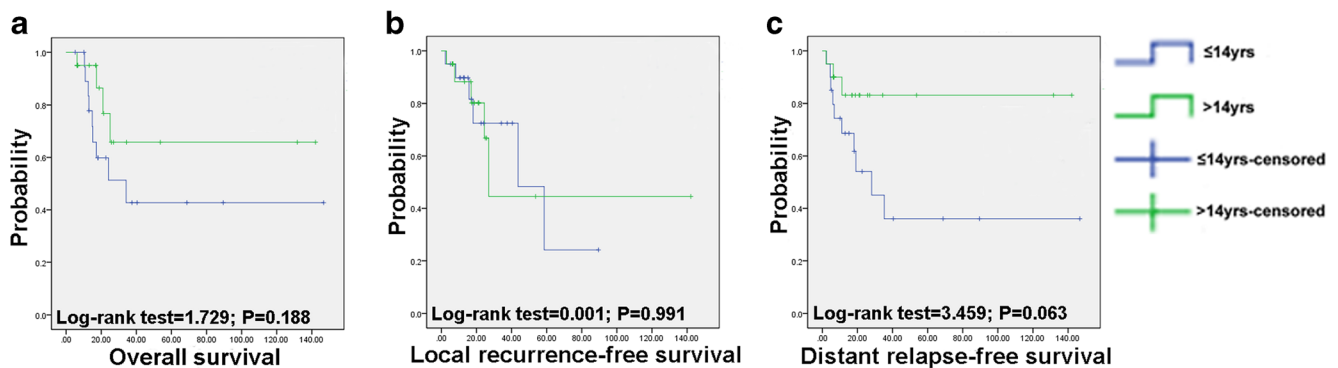 a
Probability
1.0
0.8
0.6
0.4
0.2
0.0
Log-rank test=1.729; P=0.188
.00 20.00 40.00 60.00 80.00 100.00 120.00 140.00
Overall survival
b
Probability
1.0
0.8
0.6
0.4
0.2
0.0
Log-rank test=0.001; P=0.991
.00 20.00 40.00 60.00 80.00 100.00 120.00 140.00
Local recurrence-free survival
c
Probability
1.0
0.8
0.6
0.4
0.2
0.0
Log-rank test=3.459; P=0.063
.00 20.00 40.00 60.00 80.00 100.00 120.00 140.00
Distant relapse-free survival
≤14yrs
>14yrs
≤14yrs-censored
>14yrs-censored